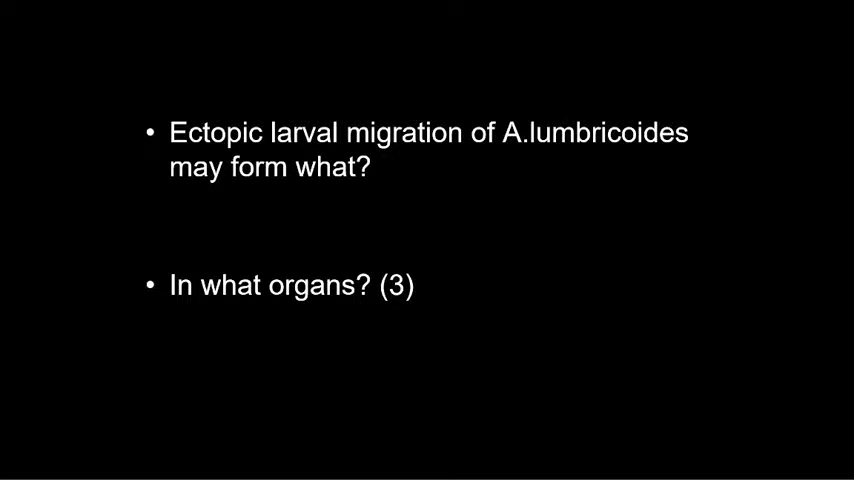 • Ectopic larval migration of A.lumbricoides
may form what?
• In what organs? (3)